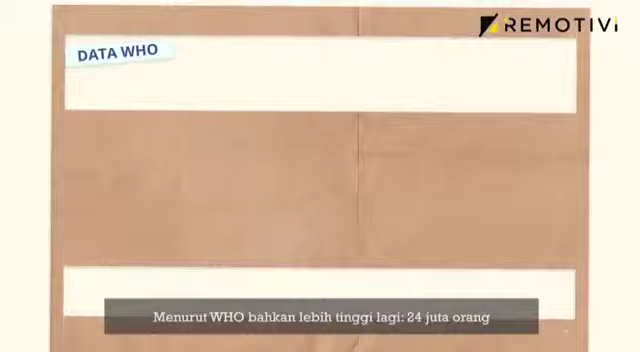 REMOTIVI
DATA WHO
Menurut WHO bahkan lebih tinggi lagi: 24 juta orang